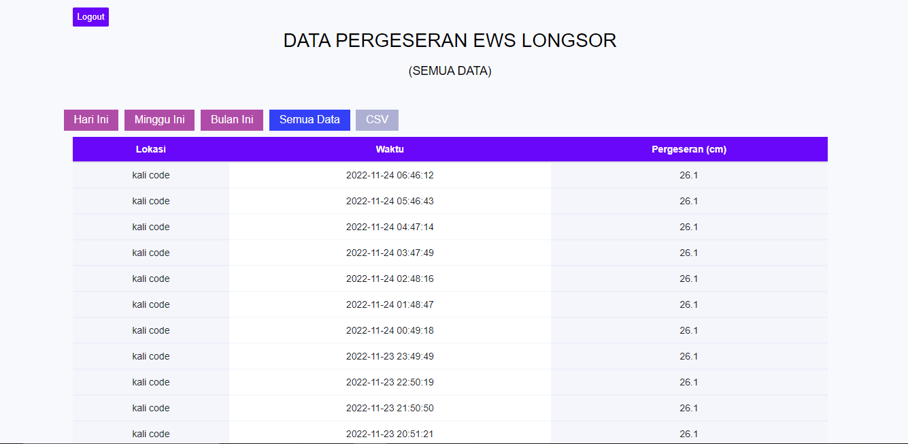 Logout
DATA PERGESERAN EWS LONGSOR
(SEMUA DATA)
Hari Ini Minggu Ini Bulan Ini Semua Data CSV
Lokasi Waktu Pergeseran (cm)
kali code 2022-11-24 06:46:12 26.1
kali code 2022-11-24 05:46:43 26.1
kali code 2022-11-24 04:47:14 26.1
kali code 2022-11-24 03:47:49 26.1
kali code 2022-11-24 02:48:16 26.1
kali code 2022-11-24 01:48:47 26.1
kali code 2022-11-24 00:49:18 26.1
kali code 2022-11-23 23:49:49 26.1
kali code 2022-11-23 22:50:19 26.1
kali code 2022-11-23 21:50:50 26.1
kali code 2022-11-23 20:51:21 26.1